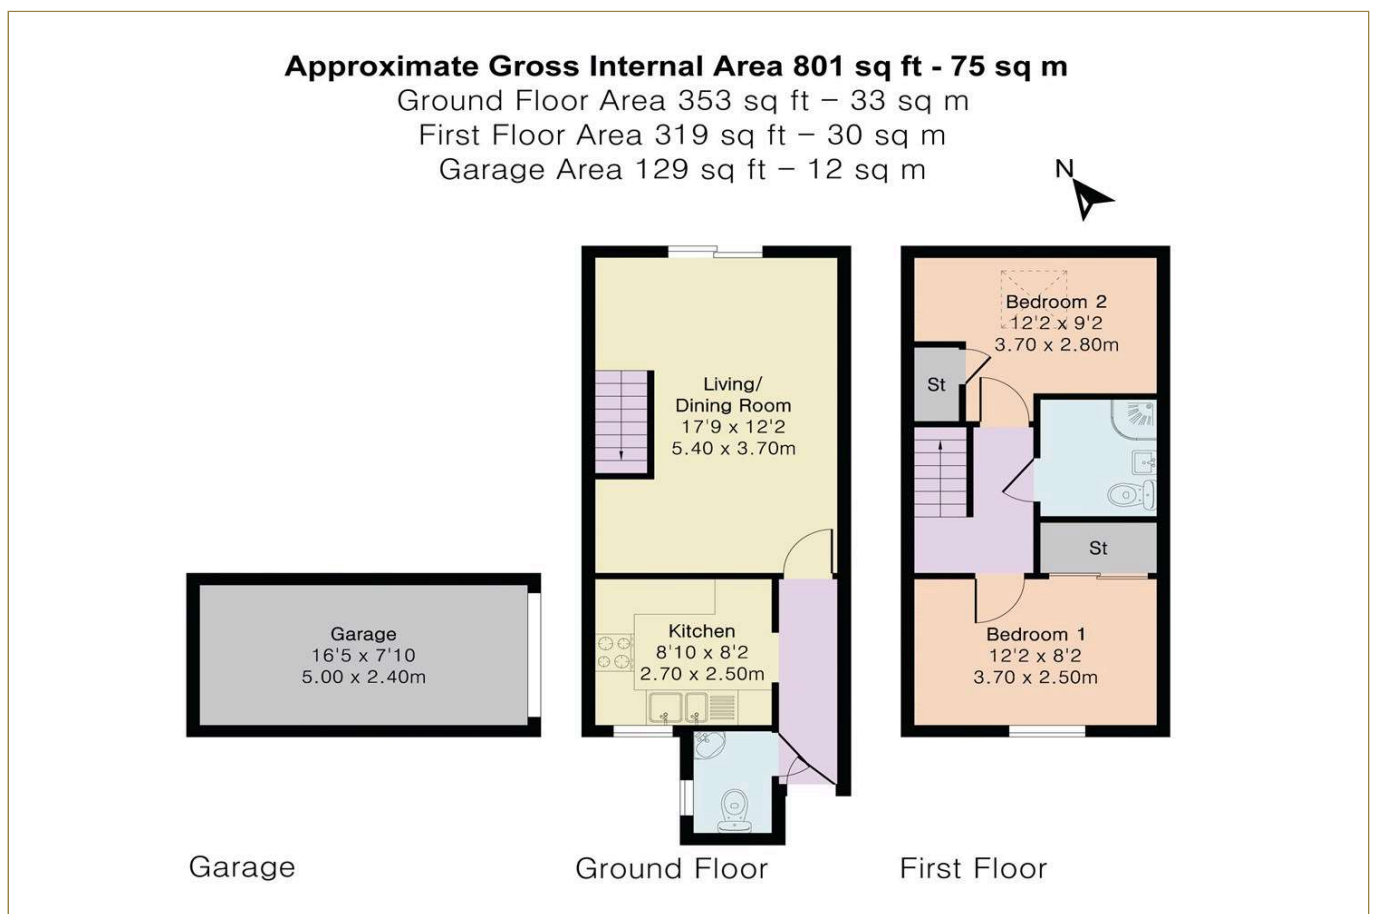 Approximate Gross Internal Area 801 sq ft - 75 sq m
Ground Floor Area 353 sq ft – 33 sq m
First Floor Area 319 sq ft – 30 sq m
Garage Area 129 sq ft – 12 sq m
N
Bedroom 2
12'2 x 9'2
3.70 x 2.80m
St
Living/
Dining Room
17'9 x 12'2
5.40 x 3.70m
St
Garage
16'5 x 7'10
5.00 x 2.40m
Kitchen
8'10 x 8'2
2.70 x 2.50m
Bedroom 1
12'2 x 8'2
3.70 x 2.50m
Garage
Ground Floor
First Floor